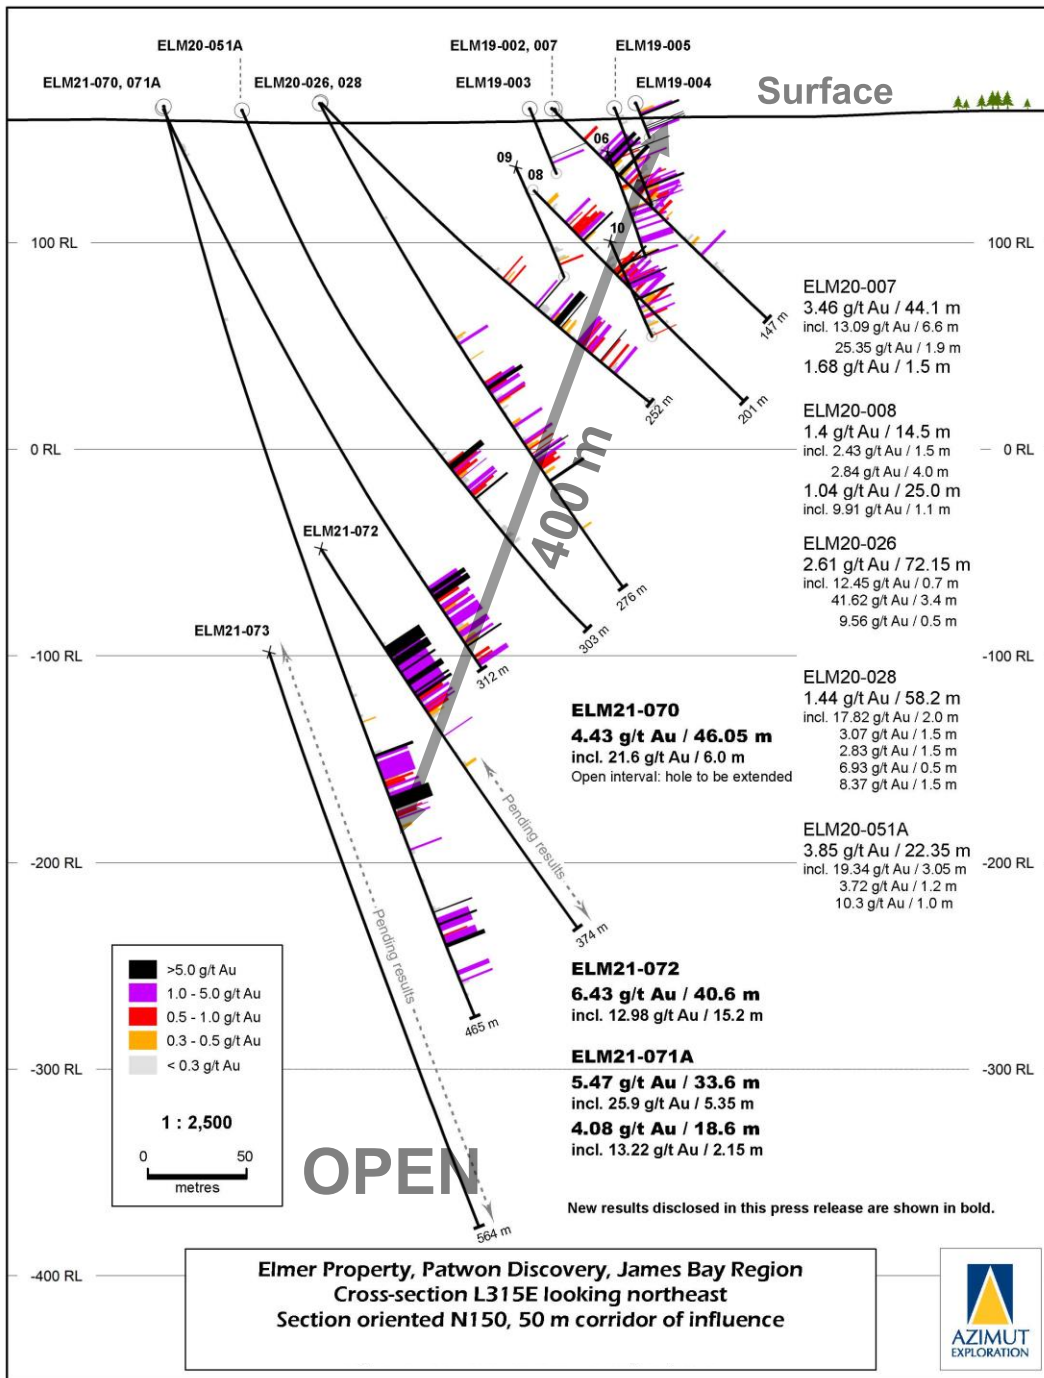 ELM20-051A
ELM19-002, 007
ELM19-005
ELM21-070, 071A
ELM20-026, 028
ELM19-003
ELM19-004
Surface
09
08
06
10
100 RL
100 RL
147 m
252 m
201 m
ELM20-007
3.46 g/t Au / 44.1 m
incl. 13.09 g/t Au / 6.6 m
25.35 g/t Au / 1.9 m
1.68 g/t Au / 1.5 m
ELM20-008
1.4 g/t Au / 14.5 m
incl. 2.43 g/t Au / 1.5 m
2.84 g/t Au / 4.0 m
1.04 g/t Au / 25.0 m
incl. 9.91 g/t Au / 1.1 m
0 RL
0 RL
400 m
ELM21-072
276 m
303 m
ELM20-026
2.61 g/t Au / 72.15 m
incl. 12.45 g/t Au / 0.7 m
41.62 g/t Au / 3.4 m
9.56 g/t Au / 0.5 m
ELM21-073
-100 RL
-100 RL
312 m
ELM20-028
1.44 g/t Au / 58.2 m
incl. 17.82 g/t Au / 2.0 m
3.07 g/t Au / 1.5 m
2.83 g/t Au / 1.5 m
6.93 g/t Au / 0.5 m
8.37 g/t Au / 1.5 m
ELM21-070
4.43 g/t Au / 46.05 m
incl. 21.6 g/t Au / 6.0 m
Open interval: hole to be extended
Pending results
ELM20-051A
3.85 g/t Au / 22.35 m
incl. 19.34 g/t Au / 3.05 m
3.72 g/t Au / 1.2 m
10.3 g/t Au / 1.0 m
-200 RL
-200 RL
Pending results
374 m
465 m
ELM21-072
6.43 g/t Au / 40.6 m
incl. 12.98 g/t Au / 15.2 m
ELM21-071A
5.47 g/t Au / 33.6 m
incl. 25.9 g/t Au / 5.35 m
4.08 g/t Au / 18.6 m
incl. 13.22 g/t Au / 2.15 m
>5.0 g/t Au
1.0 - 5.0 g/t Au
0.5 - 1.0 g/t Au
0.3 - 0.5 g/t Au
< 0.3 g/t Au
1 : 2,500
0 50
metres
-300 RL
-300 RL
OPEN
564 m
New results disclosed in this press release are shown in bold.
-400 RL
Elmer Property, Patwon Discovery, James Bay Region
Cross-section L315E looking northeast
Section oriented N150, 50 m corridor of influence
AZIMUT
EXPLORATION